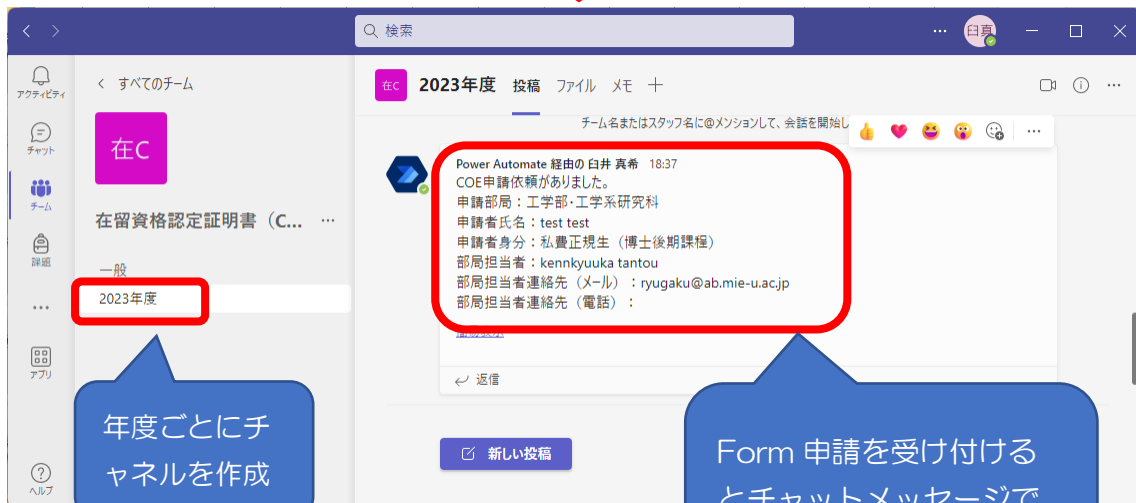 検索
臼真
アクティビティ
チャット
チーム
課題
アプリ
ヘルプ
すべてのチーム
在C
在留資格認定証明書（C...
一般
2023年度
年度ごとにチ
ャネルを作成
在C 2023年度 投稿 ファイル メモ
チーム名またはスタッフ名に@メンションして、会話を開始し
Power Automate 経由の 臼井 真希 18:37
COE申請依頼がありました。
申請部局：工学部・工学系研究科
申請者氏名：test test
申請者身分：私費正規生（博士後期課程）
部局担当者：kennkyuuka tantou
部局担当者連絡先（メール）：ryugaku@ab.mie-u.ac.jp
部局担当者連絡先（電話）：
返信
新しい投稿
Form 申請を受け付ける
とチャットメッセージで